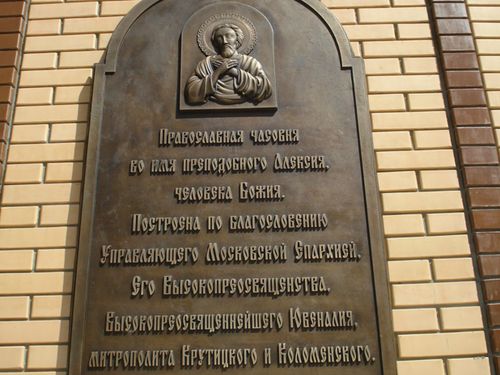 Православная часовня
во имя преподобного Алексия,
человека Божия.
Построена по благословению
Управляющего Московской Епархией,
Его Высокопреосвященства,
Высокопреосвященнейшего Ювеналия,
митрополита Крутицкого и Коломенского.